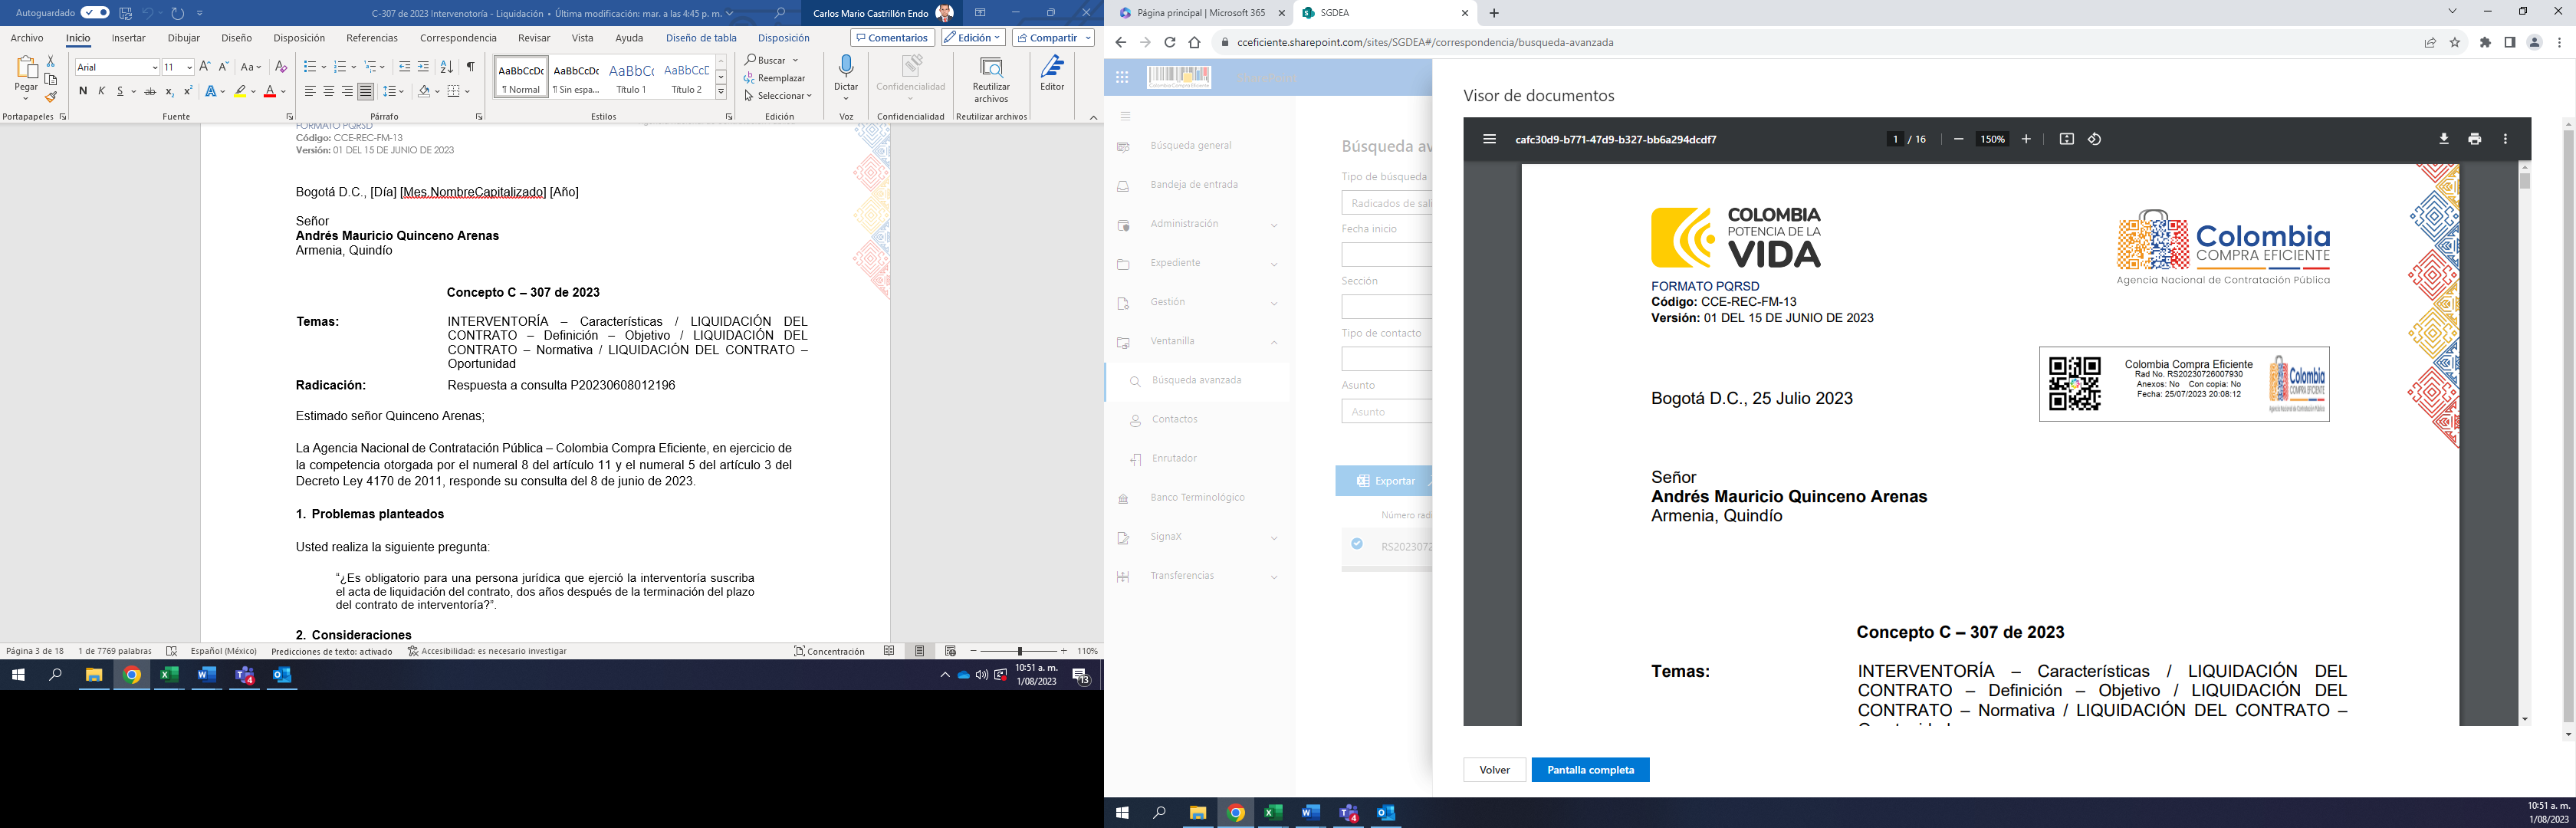 Autoguardado
C-307 de 2023 Intervenotoría - Liquidación • Última modificación: mar. a las 4:45 p. m.
Carlos Mario Castrillón Endo
Archivo Inicio Insertar Dibujar Diseño Disposición Referencias Correspondencia Revisar Vista Ayuda Diseño de tabla Disposición Comentarios Edición Compartir
Pegar
Arial 11
N K S
AaBbCcDc AaBbCcDc AaBbCc AaBbCcD
¶ Normal ¶ Sin espa... Título 1 Título 2
Buscar
Reemplazar
Seleccionar
Dictar
Confidencialidad
Reutilizar archivos
Editor
Portapapeles Fuente Párrafo Estilos Edición Voz Confidencialidad Reutilizar archivos
FORMATO PQRSD
Código: CCE-REC-FM-13
Versión: 01 DEL 15 DE JUNIO DE 2023
Bogotá D.C., [Día] [Mes.NombreCapitalizado] [Año]
Señor
Andrés Mauricio Quinceno Arenas
Armenia, Quindío
Concepto C – 307 de 2023
Temas: INTERVENTORÍA – Características / LIQUIDACIÓN DEL
CONTRATO – Definición – Objetivo / LIQUIDACIÓN DEL
CONTRATO – Normativa / LIQUIDACIÓN DEL CONTRATO –
Oportunidad
Radicación: Respuesta a consulta P20230608012196
Estimado señor Quinceno Arenas;
La Agencia Nacional de Contratación Pública – Colombia Compra Eficiente, en ejercicio de
la competencia otorgada por el numeral 8 del artículo 11 y el numeral 5 del artículo 3 del
Decreto Ley 4170 de 2011, responde su consulta del 8 de junio de 2023.
1. Problemas planteados
Usted realiza la siguiente pregunta:
“¿Es obligatorio para una persona jurídica que ejerció la interventoría suscriba
el acta de liquidación del contrato, dos años después de la terminación del plazo
del contrato de interventoría?”.
2. Consideraciones
Página 3 de 18 1 de 7769 palabras Español (México) Predicciones de texto: activado Accesibilidad: es necesario investigar Concentración 110%
10:51 a. m.
1/08/2023
13
Página principal | Microsoft 365
SGDEA
cceficiente.sharepoint.com/sites/SGDEA#/correspondencia/busqueda-avanzada
Búsqueda general
Bandeja de entrada
Administración
Expediente
Gestión
Ventanilla
Búsqueda avanzada
Contactos
Enrutador
Banco Terminológico
SignaX
Transferencias
Búsqueda av
Tipo de búsqueda
Radicados de sali
Fecha inicio
Sección
Tipo de contacto
Asunto
Asunto
Exportar
Número radi
RS2023072
Visor de documentos
cafc30d9-b771-47d9-b327-bb6a294dcdf7
1 / 16
150%
COLOMBIA
POTENCIA DE LA
VIDA
Colombia
COMPRA EFICIENTE
Agencia Nacional de Contratación Pública
FORMATO PQRSD
Código: CCE-REC-FM-13
Versión: 01 DEL 15 DE JUNIO DE 2023
Colombia Compra Eficiente
Rad No. RS20230726007930
Anexos: No Con copia: No
Fecha: 25/07/2023 20:08:12
Bogotá D.C., 25 Julio 2023
Señor
Andrés Mauricio Quinceno Arenas
Armenia, Quindío
Concepto C – 307 de 2023
Temas: INTERVENTORÍA – Características / LIQUIDACIÓN DEL
CONTRATO – Definición – Objetivo / LIQUIDACIÓN DEL
CONTRATO – Normativa / LIQUIDACIÓN DEL CONTRATO –
Volver
Pantalla completa
10:51 a. m.
1/08/2023